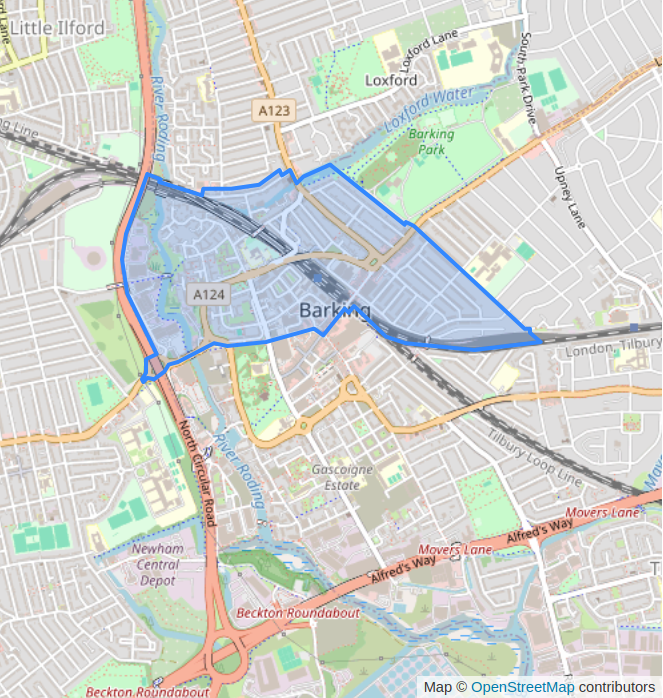 Little Ilford
Loxford Lane
South Park Drive
River Roding
Loxford
A123
Loxford Water
Barking
Park
Upney Lane
A124
Barking
London, Tilbury
North Circular Road
River Roding
Gascoigne
Estate
Tilbury Loop Line
Movers Lane
Alfred's Way
Movers Lane
Newham
Central
Depot
Alfred's Way
Beckton Roundabout
Beckton Roundabout
Map © OpenStreetMap contributors